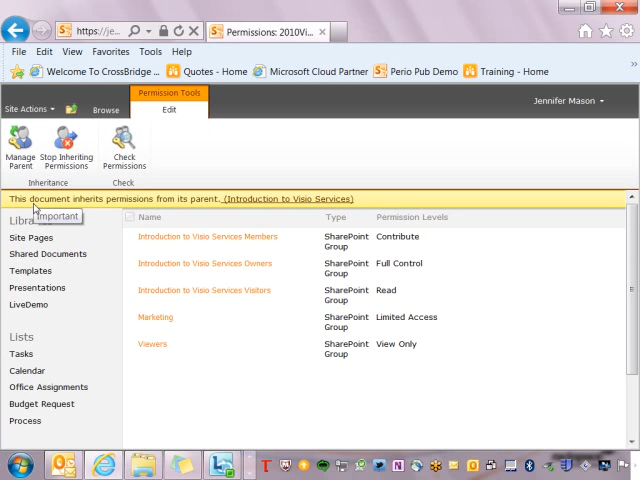 https://je.
Permissions: 2010Vi...
File Edit View Favorites Tools Help
Welcome To CrossBridge ... Quotes - Home Microsoft Cloud Partner Perio Pub Demo Training - Home
Permission Tools
Jennifer Mason
Site Actions Browse Edit
Manage Parent
Stop Inheriting Permissions
Check Permissions
Inheritance Check
This document inherits permissions from its parent. (Introduction to Visio Services)
Important
Name Type Permission Levels
Introduction to Visio Services Members SharePoint Group Contribute
Introduction to Visio Services Owners SharePoint Group Full Control
Introduction to Visio Services Visitors SharePoint Group Read
Marketing SharePoint Group Limited Access
Viewers SharePoint Group View Only
Site Pages
Shared Documents
Templates
Presentations
LiveDemo
Lists
Tasks
Calendar
Office Assignments
Budget Request
Process